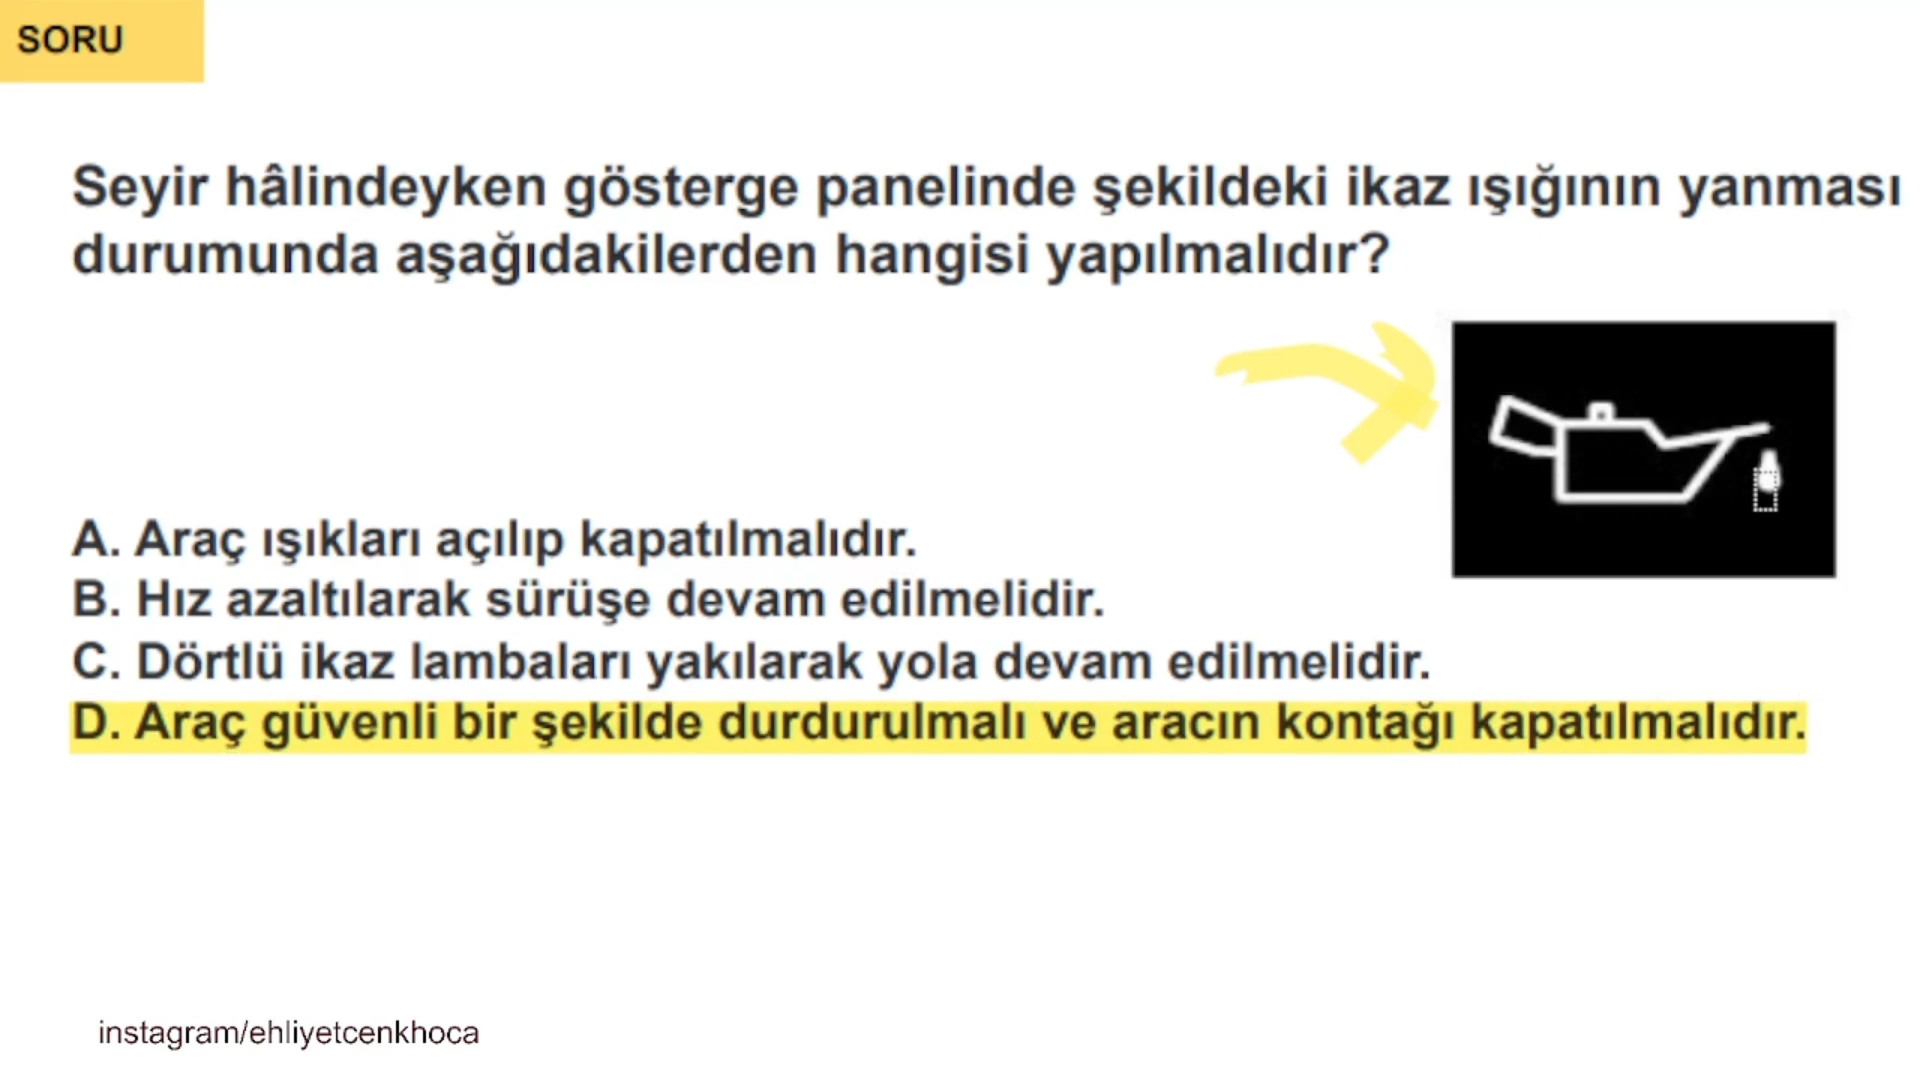 SORU
Seyir hâlindeyken gösterge panelinde şekildeki ikaz ışığının yanması
durumunda aşağıdakilerden hangisi yapılmalıdır?
A. Araç ışıkları açılıp kapatılmalıdır.
B. Hız azaltılarak sürüşe devam edilmelidir.
C. Dörtlü ikaz lambaları yakılarak yola devam edilmelidir.
D. Araç güvenli bir şekilde durdurulmalı ve aracın kontağı kapatılmalıdır.
instagram/ehliyetcenkhoca